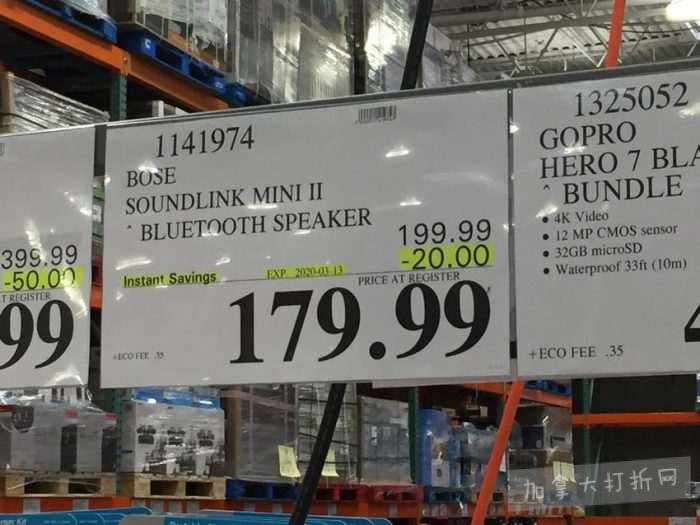 399.99
-50.00
T REGISTER
99
1141974
BOSE
SOUNDLINK MINI II
^ BLUETOOTH SPEAKER
199.99
-20.00
Instant Savings
EXP. 2020-03-13
PRICE AT REGISTER
179.99
+ECO FEE .35
1325052
GOPRO
HERO 7 BLA
^ BUNDLE
• 4K Video
• 12 MP CMOS sensor
• 32GB microSD
• Waterproof 33ft (10m)
+ECO FEE .35
加拿大打折网